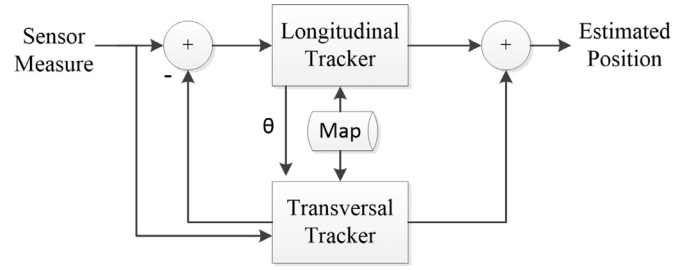 Sensor
Measure
+
-
Longitudinal
Tracker
+
Estimated
Position
θ
Map
Transversal
Tracker